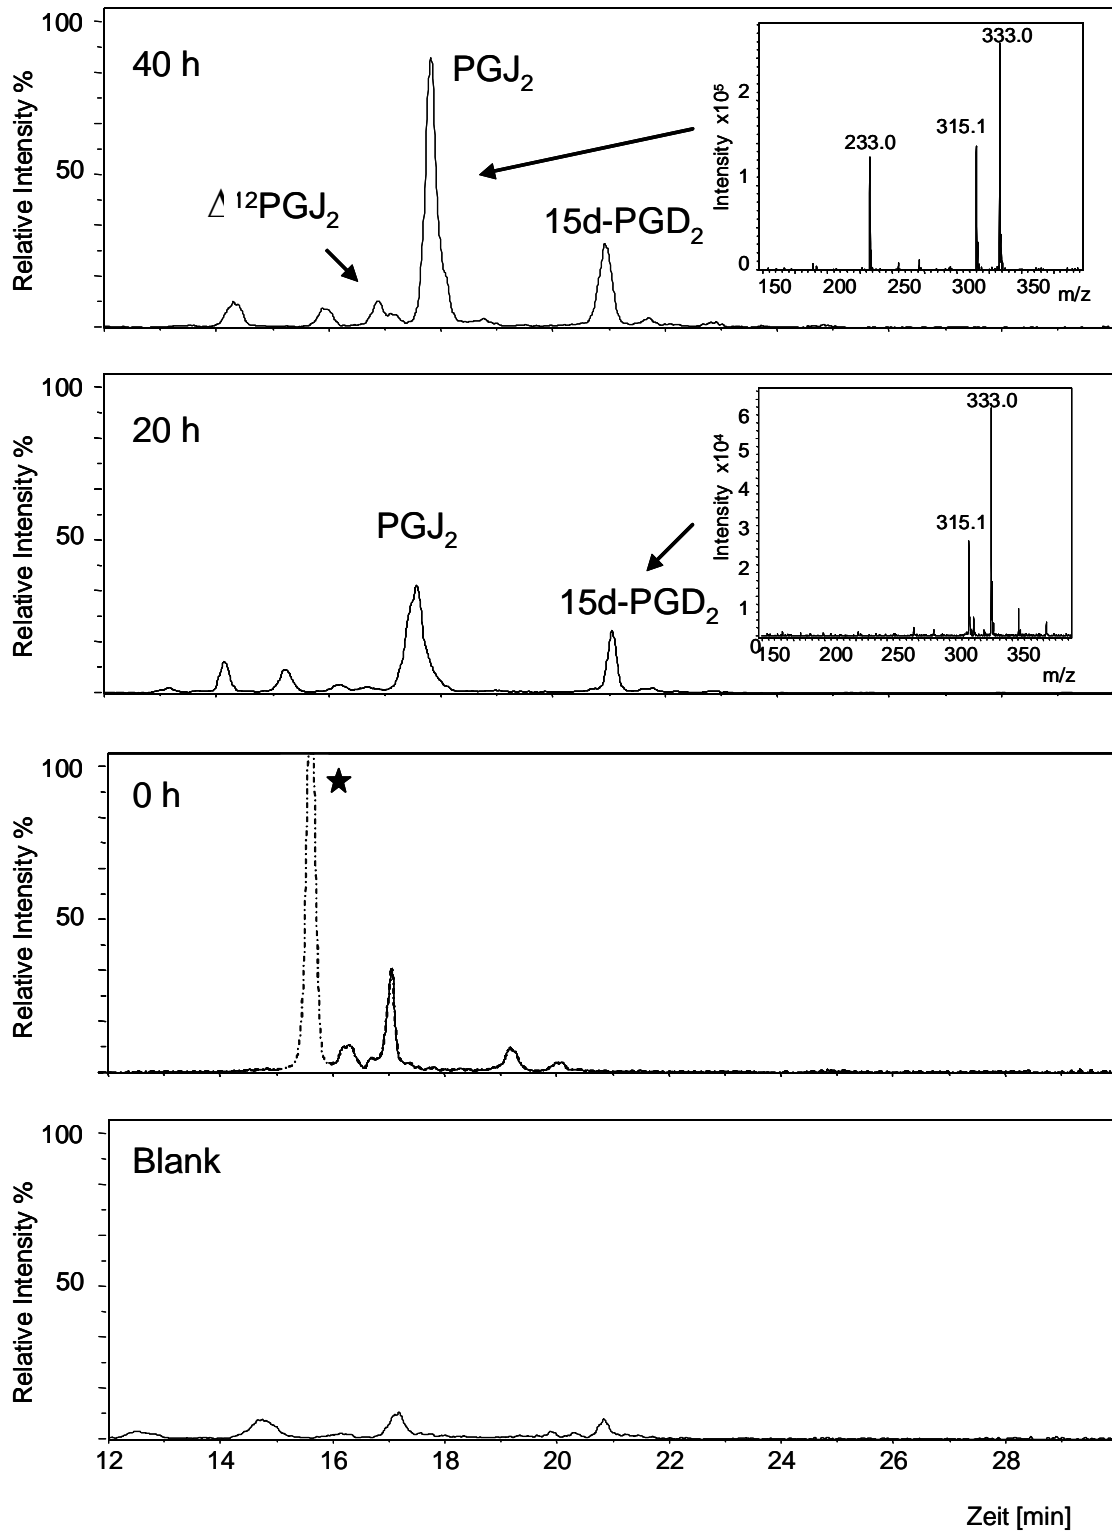 100
50
Relative Intensity %
40 h
PGJ2
Δ 12PGJ2
15d-PGD2
Intensity x10⁵
2
1
0
233.0
315.1
333.0
150 200 250 300 350 m/z
100
50
Relative Intensity %
20 h
PGJ2
15d-PGD2
Intensity x10⁴
6
5
4
3
2
1
0
315.1
333.0
150 200 250 300 350
m/z
100
50
Relative Intensity %
0 h
★
100
50
Relative Intensity %
Blank
12 14 16 18 20 22 24 26 28
Zeit [min]